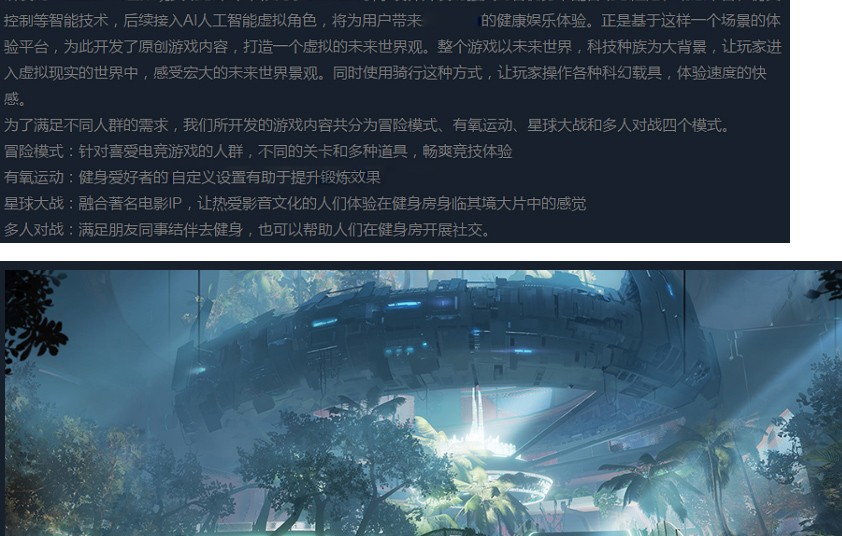 控制等智能技术，后续接入AI人工智能虚拟角色，将为用户带来 的健康娱乐体验。正是基于这样一个场景的体
验平台，为此开发了原创游戏内容，打造一个虚拟的未来世界观。整个游戏以未来世界，科技种族为大背景，让玩家进
入虚拟现实的世界中，感受宏大的未来世界景观。同时使用骑行这种方式，让玩家操作各种科幻载具，体验速度的快
感。
为了满足不同人群的需求，我们所开发的游戏内容共分为冒险模式、有氧运动、星球大战和多人对战四个模式。
冒险模式：针对喜爱电竞游戏的人群，不同的关卡和多种道具，畅爽竞技体验
有氧运动：健身爱好者的 自定义设置有助于提升锻炼效果
星球大战：融合著名电影IP，让热爱影音文化的人们体验在健身房身临其境大片中的感觉
多人对战：满足朋友同事结伴去健身，也可以帮助人们在健身房开展社交。